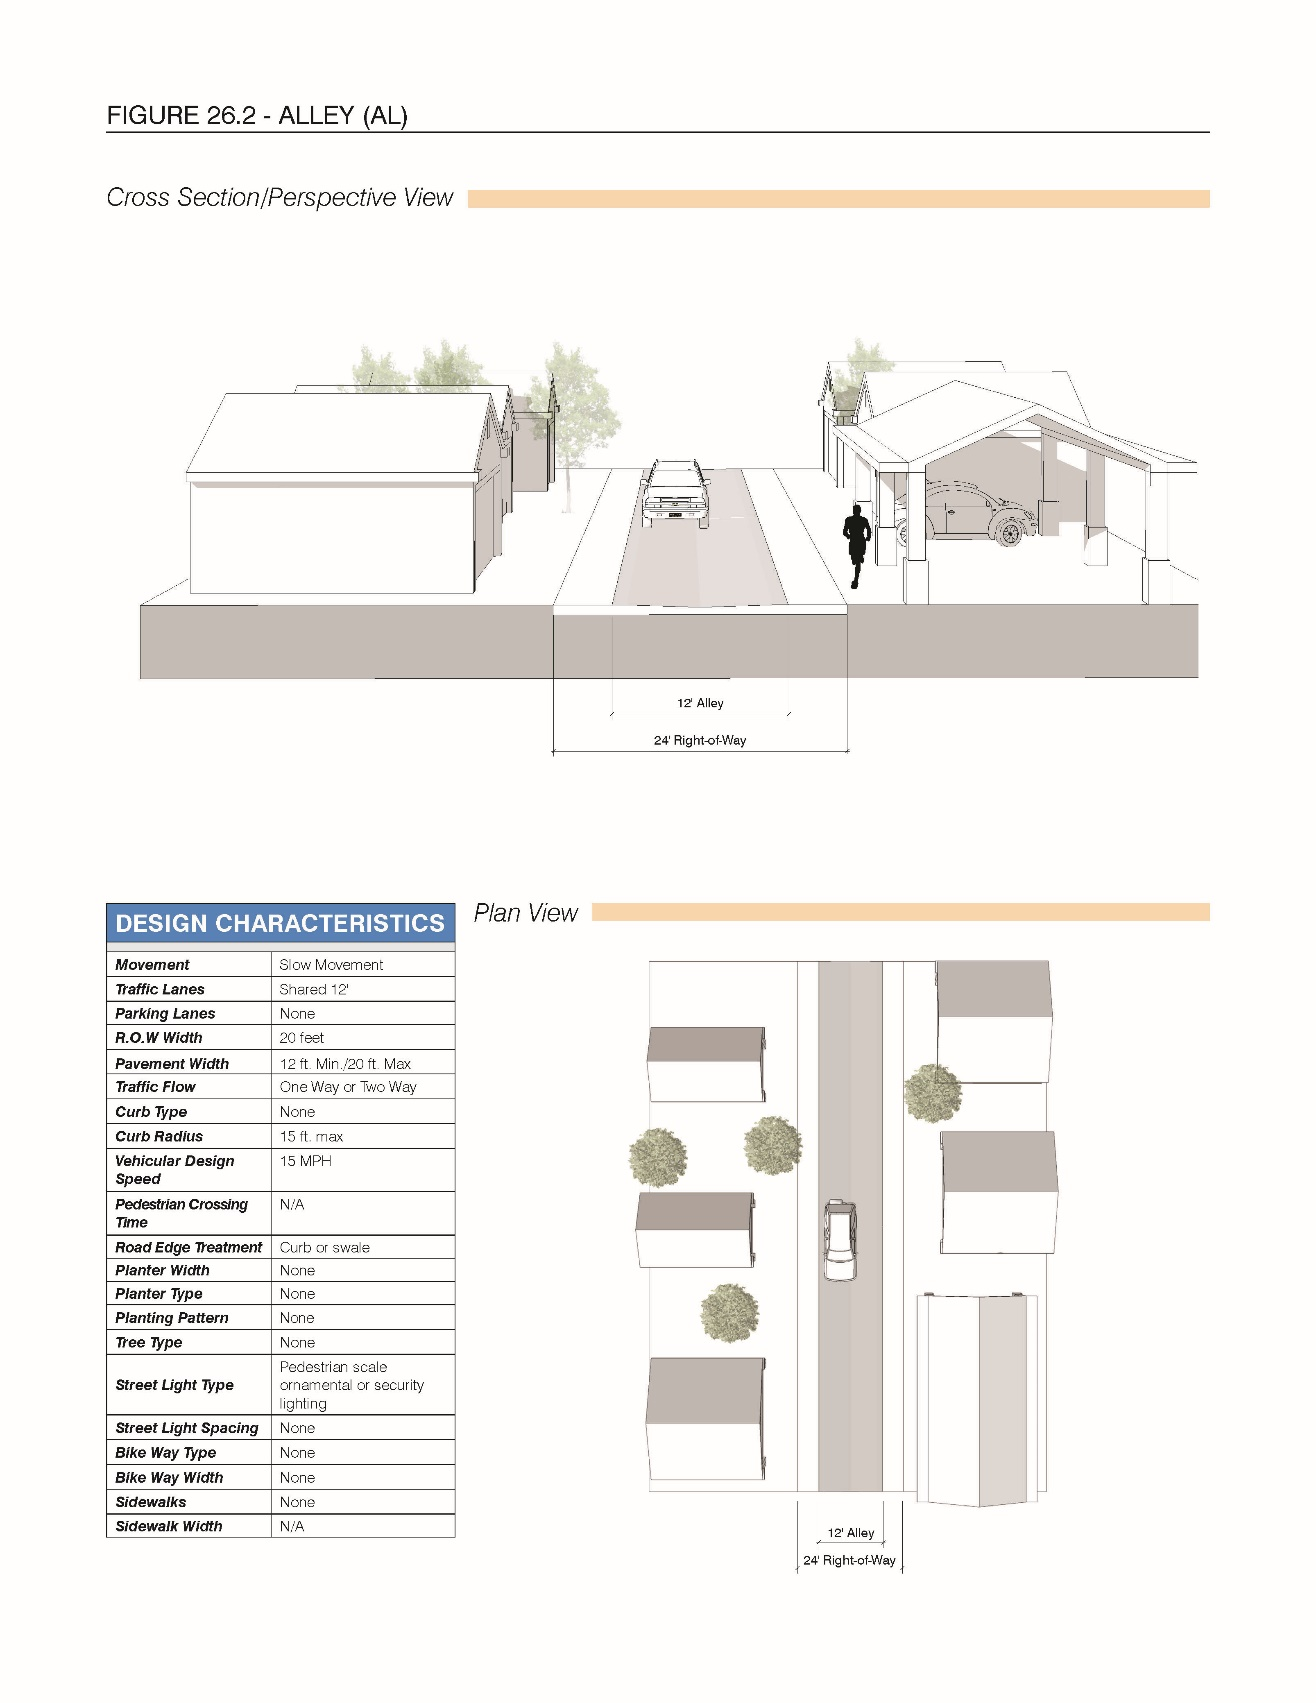 FIGURE 26.2 - ALLEY (AL)
Cross Section/Perspective View
12' Alley
24' Right-of-Way
DESIGN CHARACTERISTICS
Movement Slow Movement
Traffic Lanes Shared 12'
Parking Lanes None
R.O.W Width 20 feet
Pavement Width 12 ft. Min./20 ft. Max
Traffic Flow One Way or Two Way
Curb Type None
Curb Radius 15 ft. max
Vehicular Design 15 MPH
Speed
Pedestrian Crossing N/A
Time
Road Edge Treatment Curb or swale
Planter Width None
Planter Type None
Planting Pattern None
Tree Type None
Street Light Type Pedestrian scale
ornamental or security
lighting
Street Light Spacing None
Bike Way Type None
Bike Way Width None
Sidewalks None
Sidewalk Width N/A
Plan View
12' Alley
24' Right-of-Way